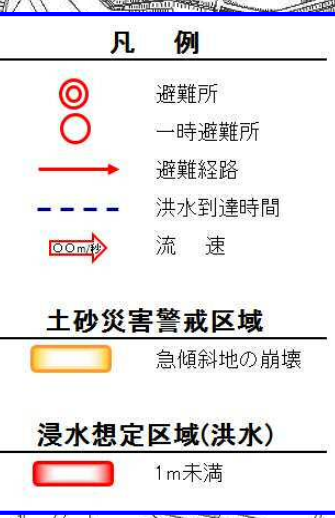 凡 例
避難所
一時避難所
避難経路
洪水到達時間
○○m/秒 流 速
土砂災害警戒区域
急傾斜地の崩壊
浸水想定区域(洪水)
1m未満